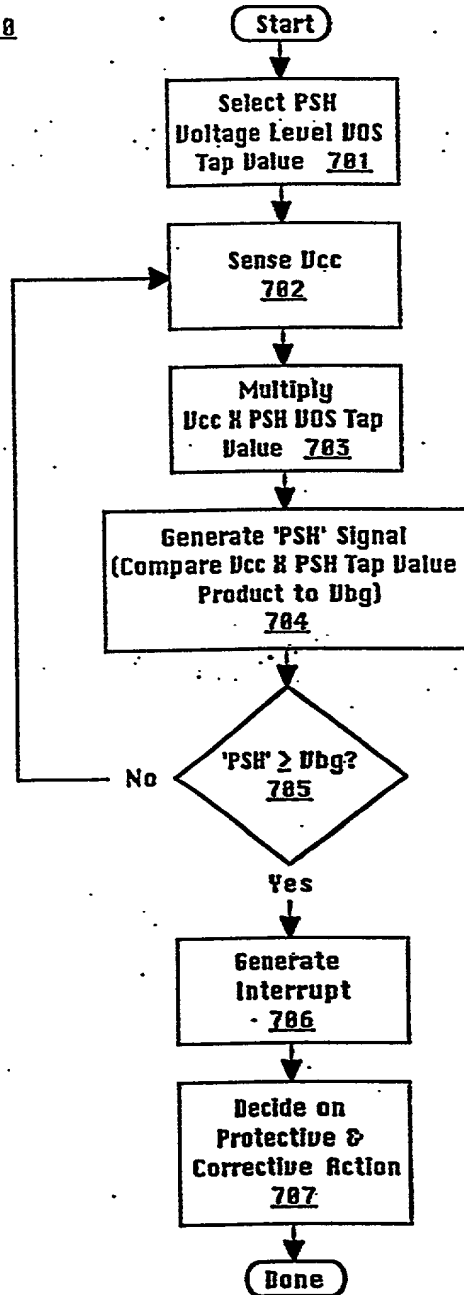 0
Start
Select PSH
Voltage Level VOS
Tap Value 701
Sense Vcc
702
Multiply
Vcc X PSH VOS Tap
Value 703
Generate 'PSH' Signal
(Compare Vcc X PSH Tap Value
Product to Vbg)
704
'PSH' ≥ Vbg?
705
No
Yes
Generate
Interrupt
706
Decide on
Protective &
Corrective Action
707
Done